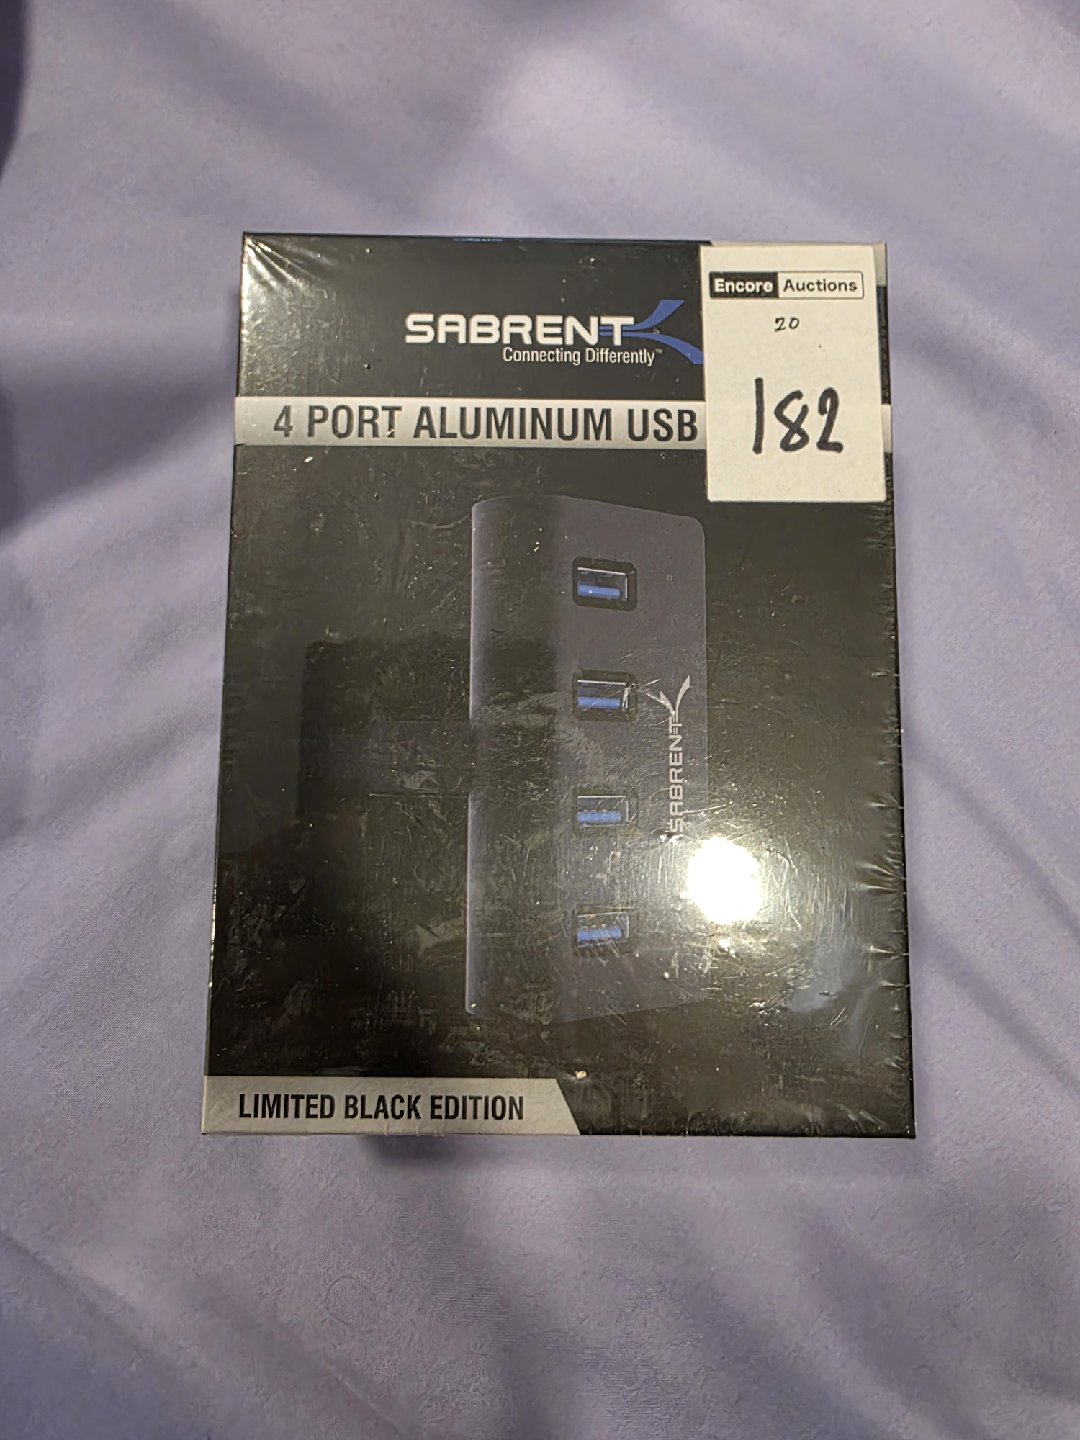 SABRENT
Connecting Differently™
4 PORT ALUMINUM USB
Encore Auctions
20
182
SABRENT
LIMITED BLACK EDITION